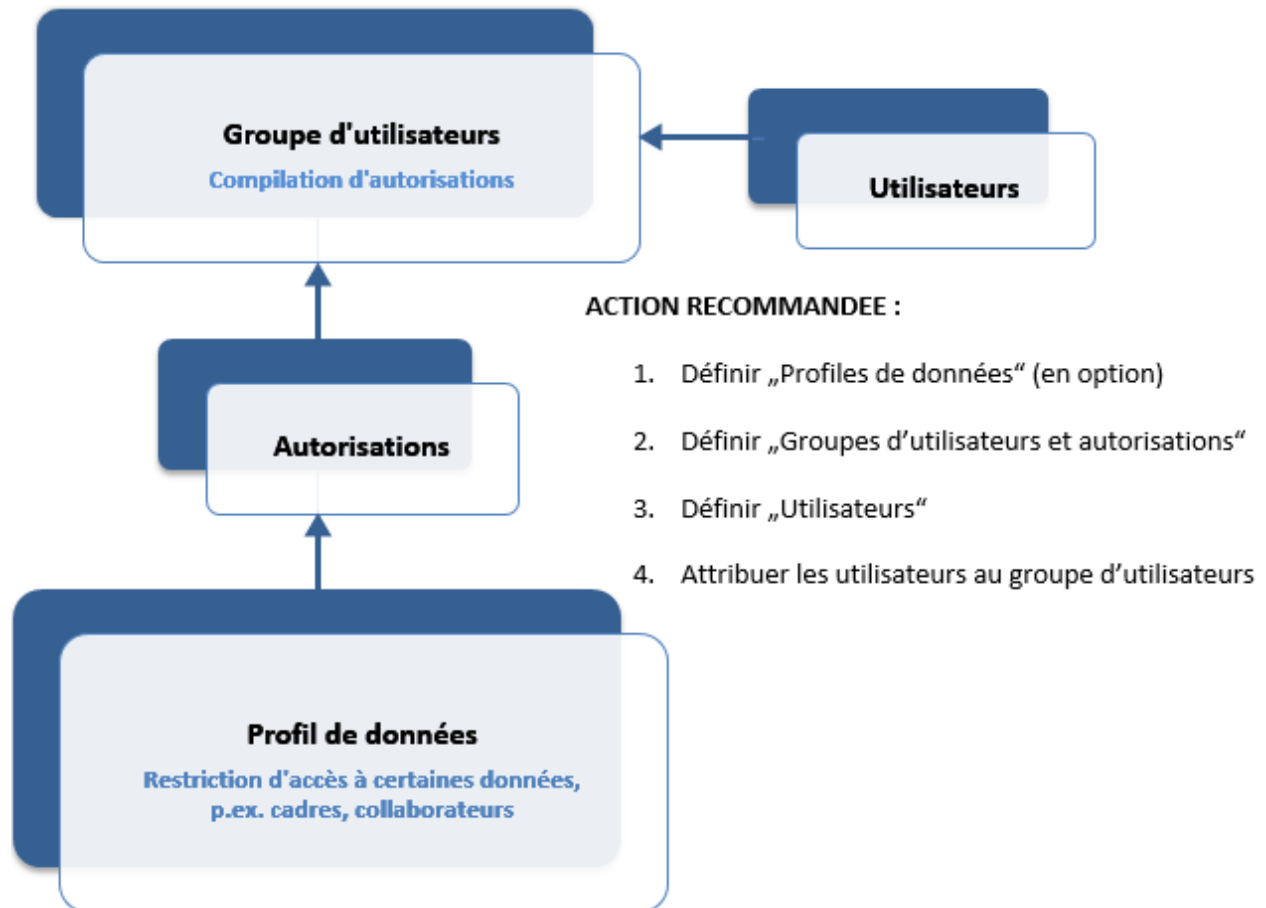 Groupe d'utilisateurs
Compilation d'autorisations
Utilisateurs
ACTION RECOMMANDEE :
1. Définir „Profiles de données“ (en option)
2. Définir „Groupes d’utilisateurs et autorisations“
3. Définir „Utilisateurs“
4. Attribuer les utilisateurs au groupe d’utilisateurs
Autorisations
Profil de données
Restriction d'accès à certaines données,
p.ex. cadres, collaborateurs